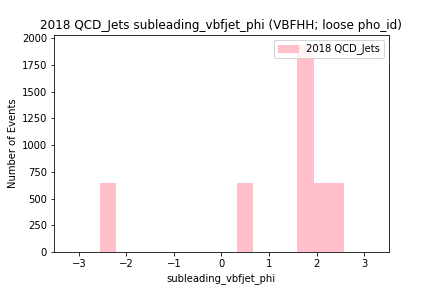 2018 QCD_Jets subleading_vbfjet_phi (VBFHH; loose pho_id)
2018 QCD_Jets
Number of Events
2000
1750
1500
1250
1000
750
500
250
0
−3 −2 −1 0 1 2 3
subleading_vbfjet_phi